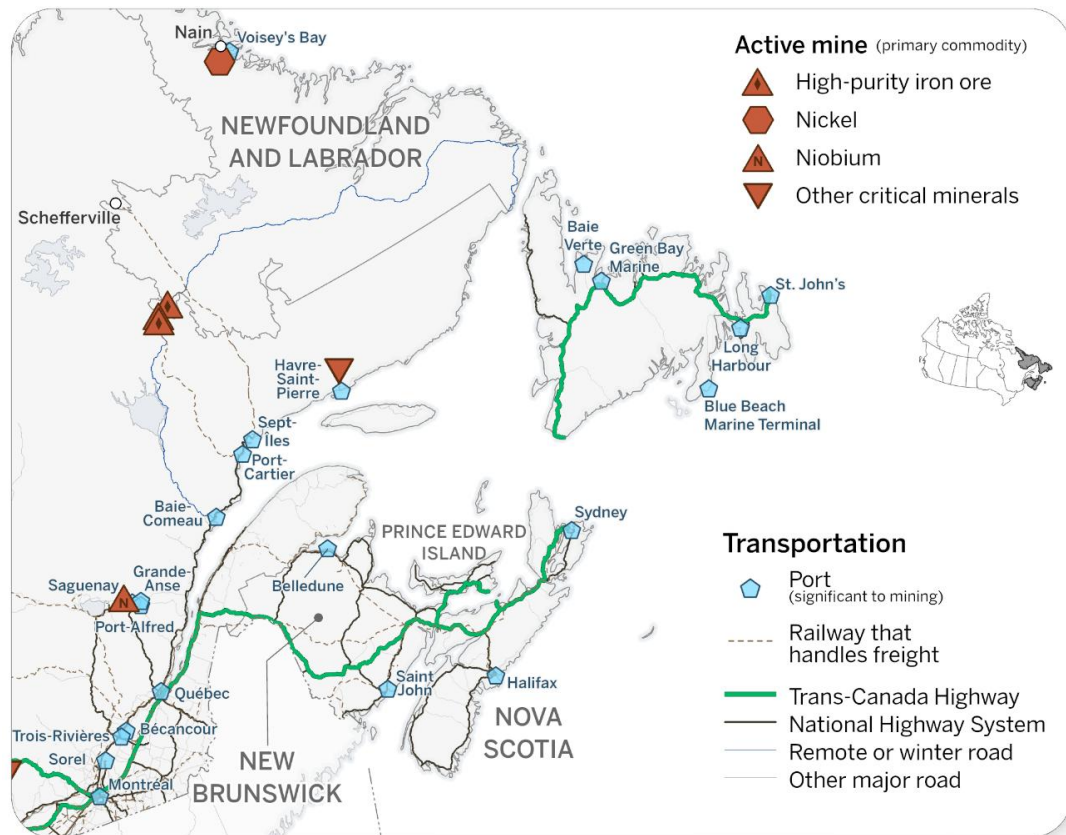 Nain
Voisey's Bay
NEWFOUNDLAND
AND LABRADOR
Schefferville
Baie
Verte
Green Bay
Marine
St. John's
Long
Harbour
Blue Beach
Marine Terminal
Havre-
Saint-
Pierre
Sept-
Îles
Port-
Cartier
Baie-
Comeau
PRINCE EDWARD
ISLAND
Sydney
Belledune
Saguenay
Grande-
Anse
N
Port-Alfred
Québec
Saint
John
Halifax
NOVA
SCOTIA
Trois-Rivières
Bécancour
Sorel
Montréal
NEW
BRUNSWICK
Active mine (primary commodity)
High-purity iron ore
Nickel
N Niobium
Other critical minerals
Transportation
Port
(significant to mining)
Railway that
handles freight
Trans-Canada Highway
National Highway System
Remote or winter road
Other major road